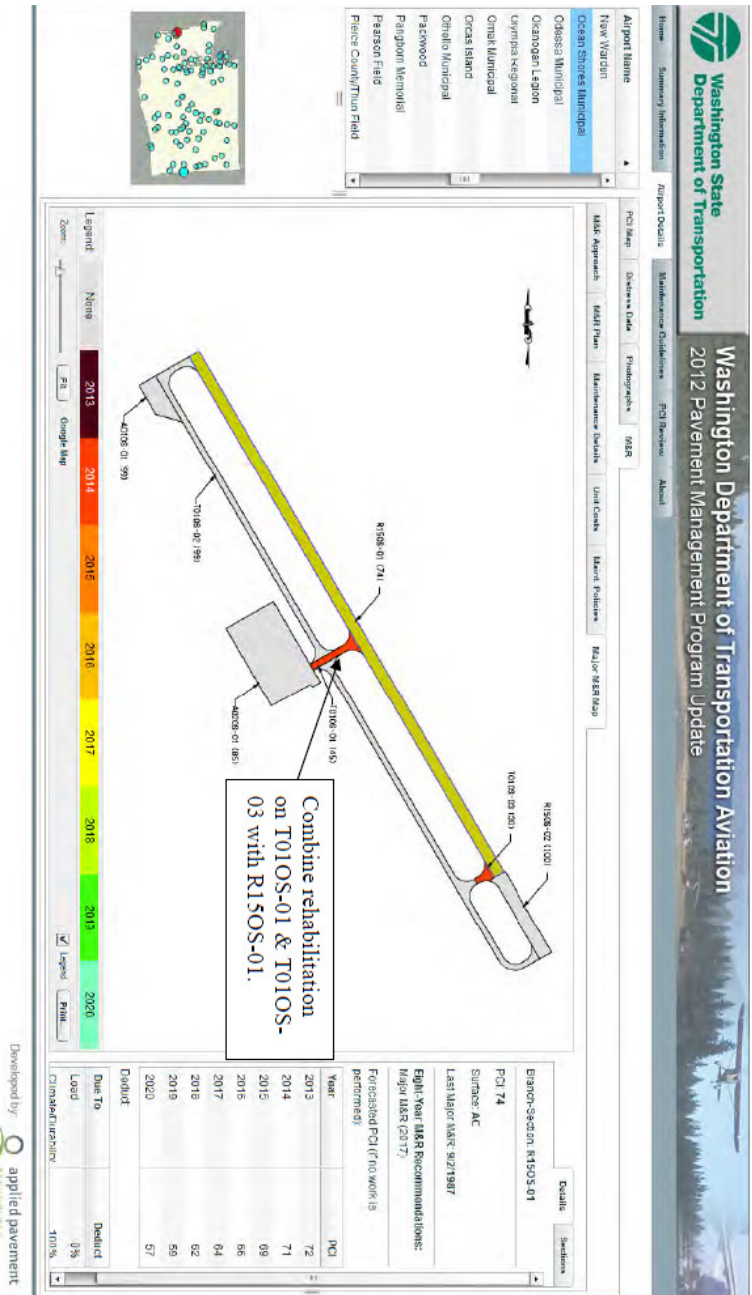 Washington State
Department of Transportation
Washington Department of Transportation Aviation
2012 Pavement Management Program Update
Home Summary Information Airport Details Maintenance Guidelines PCI Review About
Airport Name
New Warden
Ocean Shores Municipal
Odessa Municipal
Okanogan Legion
Olympia Regional
Omak Municipal
Orcas Island
Othello Municipal
Packwood
Pangborn Memorial
Pearson Field
Pierce County/Thun Field
PCI Map Distress Data Photographs M&R
M&R Approach M&R Plan Maintenance Details Unit Costs Maint. Policies Major M&R Map
R15OS-02 (100)
T01OS-03 (30)
R15OS-01 (74)
T01OS-01 (45)
A02OS-01 (85)
T01OS-02 (99)
A01OS-01 (99)
Combine rehabilitation
on T01OS-01 & T01OS-
03 with R15OS-01.
Legend: None 2013 2014 2015 2016 2017 2018 2019 2020
Zoom: Fit Google Map Legend Print
Details Sections
Branch-Section: R15OS-01
PCI: 74
Surface: AC
Last Major M&R: 9/2/1987
Eight-Year M&R Recommendations:
Major M&R (2017)
Forecasted PCI (if no work is
performed):
Year PCI
2013 72
2014 71
2015 69
2016 66
2017 64
2018 62
2019 59
2020 57
Deduct:
Due To Deduct
Load 0%
Climate/Durability 100%
Developed by: applied pavement